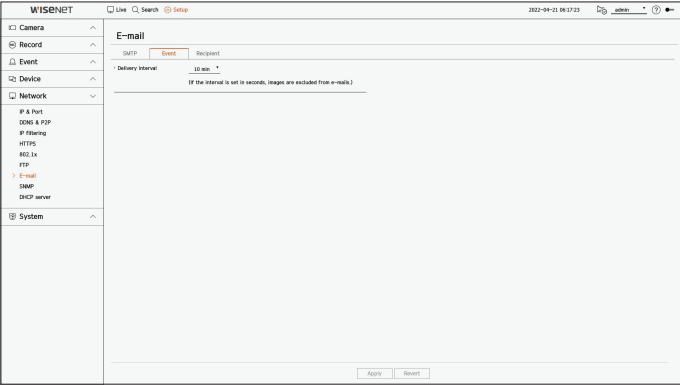 WISENET
Live Search Setup
2022-04-21 06:17:23 admin ?
Camera
Record
Event
Device
Network
IP & Port
DDNS & P2P
IP filtering
HTTPS
802.1x
FTP
> E-mail
SNMP
DHCP server
System
E-mail
SMTP Event Recipient
Delivery interval 10 min
(If the interval is set in seconds, images are excluded from e-mails.)
Apply Revert